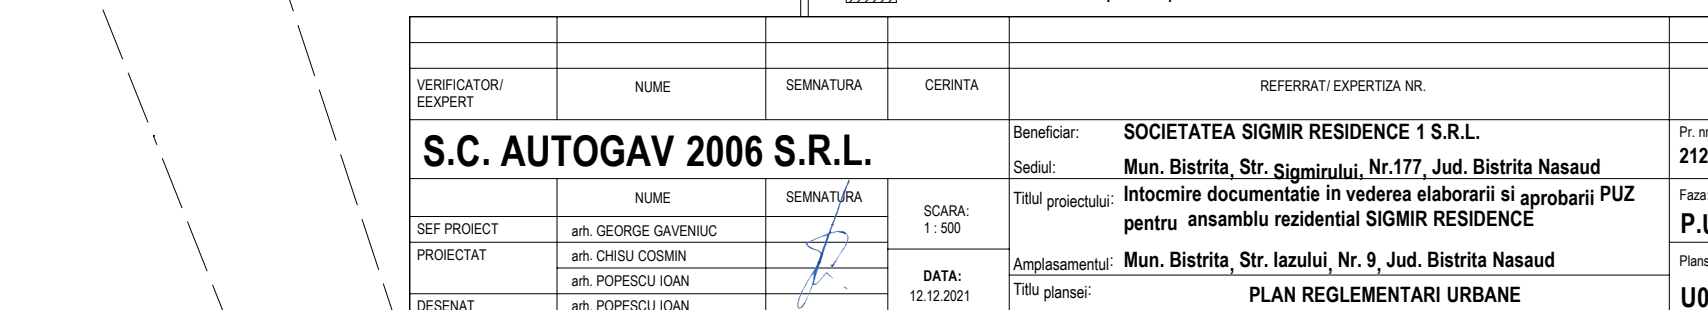 VERIFICATOR/ NUME SEMNATURA CERINTA REFERRAT/ EXPERTIZA NR.
EEXPERT
S.C. AUTOGAV 2006 S.R.L.
Beneficiar: SOCIETATEA SIGMIR RESIDENCE 1 S.R.L.
Sediul: Mun. Bistrita, Str. Sigmirului, Nr.177, Jud. Bistrita Nasaud
Pr. nr
212
NUME SEMNATURA
SCARA:
1 : 500
Titlul proiectului: Intocmire documentatie in vederea elaborarii si aprobarii PUZ
pentru ansamblu rezidential SIGMIR RESIDENCE
Faza:
P.U
SEF PROIECT arh. GEORGE GAVENIUC
PROIECTAT arh. CHISU COSMIN
arh. POPESCU IOAN
DESENAT arh. POPESCU IOAN
DATA:
12.12.2021
Amplasamentul: Mun. Bistrita, Str. Iazului, Nr. 9, Jud. Bistrita Nasaud
Titlu plansei: PLAN REGLEMENTARI URBANE
Plans
U0